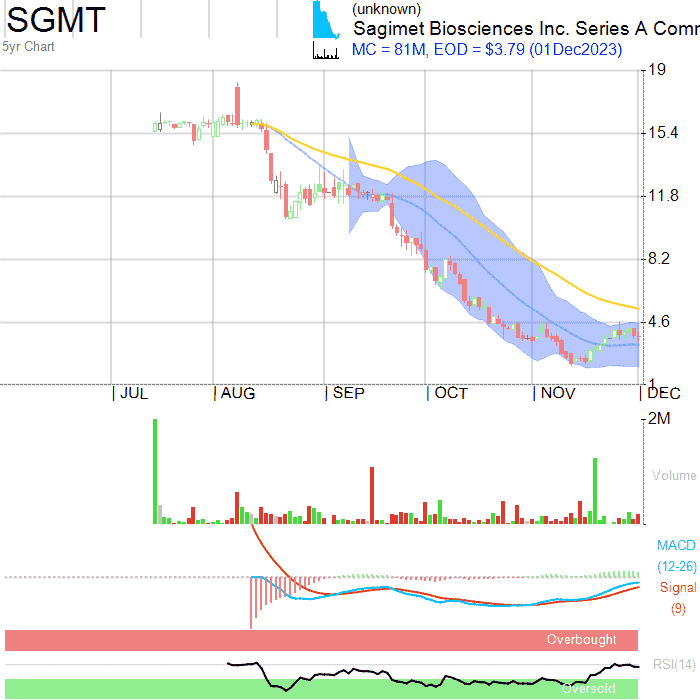 SGMT
5yr Chart
(unknown)
Sagimet Biosciences Inc. Series A Comm
MC = 81M, EOD = $3.79 (01Dec2023)
19
15.4
11.8
8.2
4.6
1
JUL
AUG
SEP
OCT
NOV
DEC
2M
Volume
MACD
(12-26)
Signal
(9)
Overbought
RSI(14)
Oversold